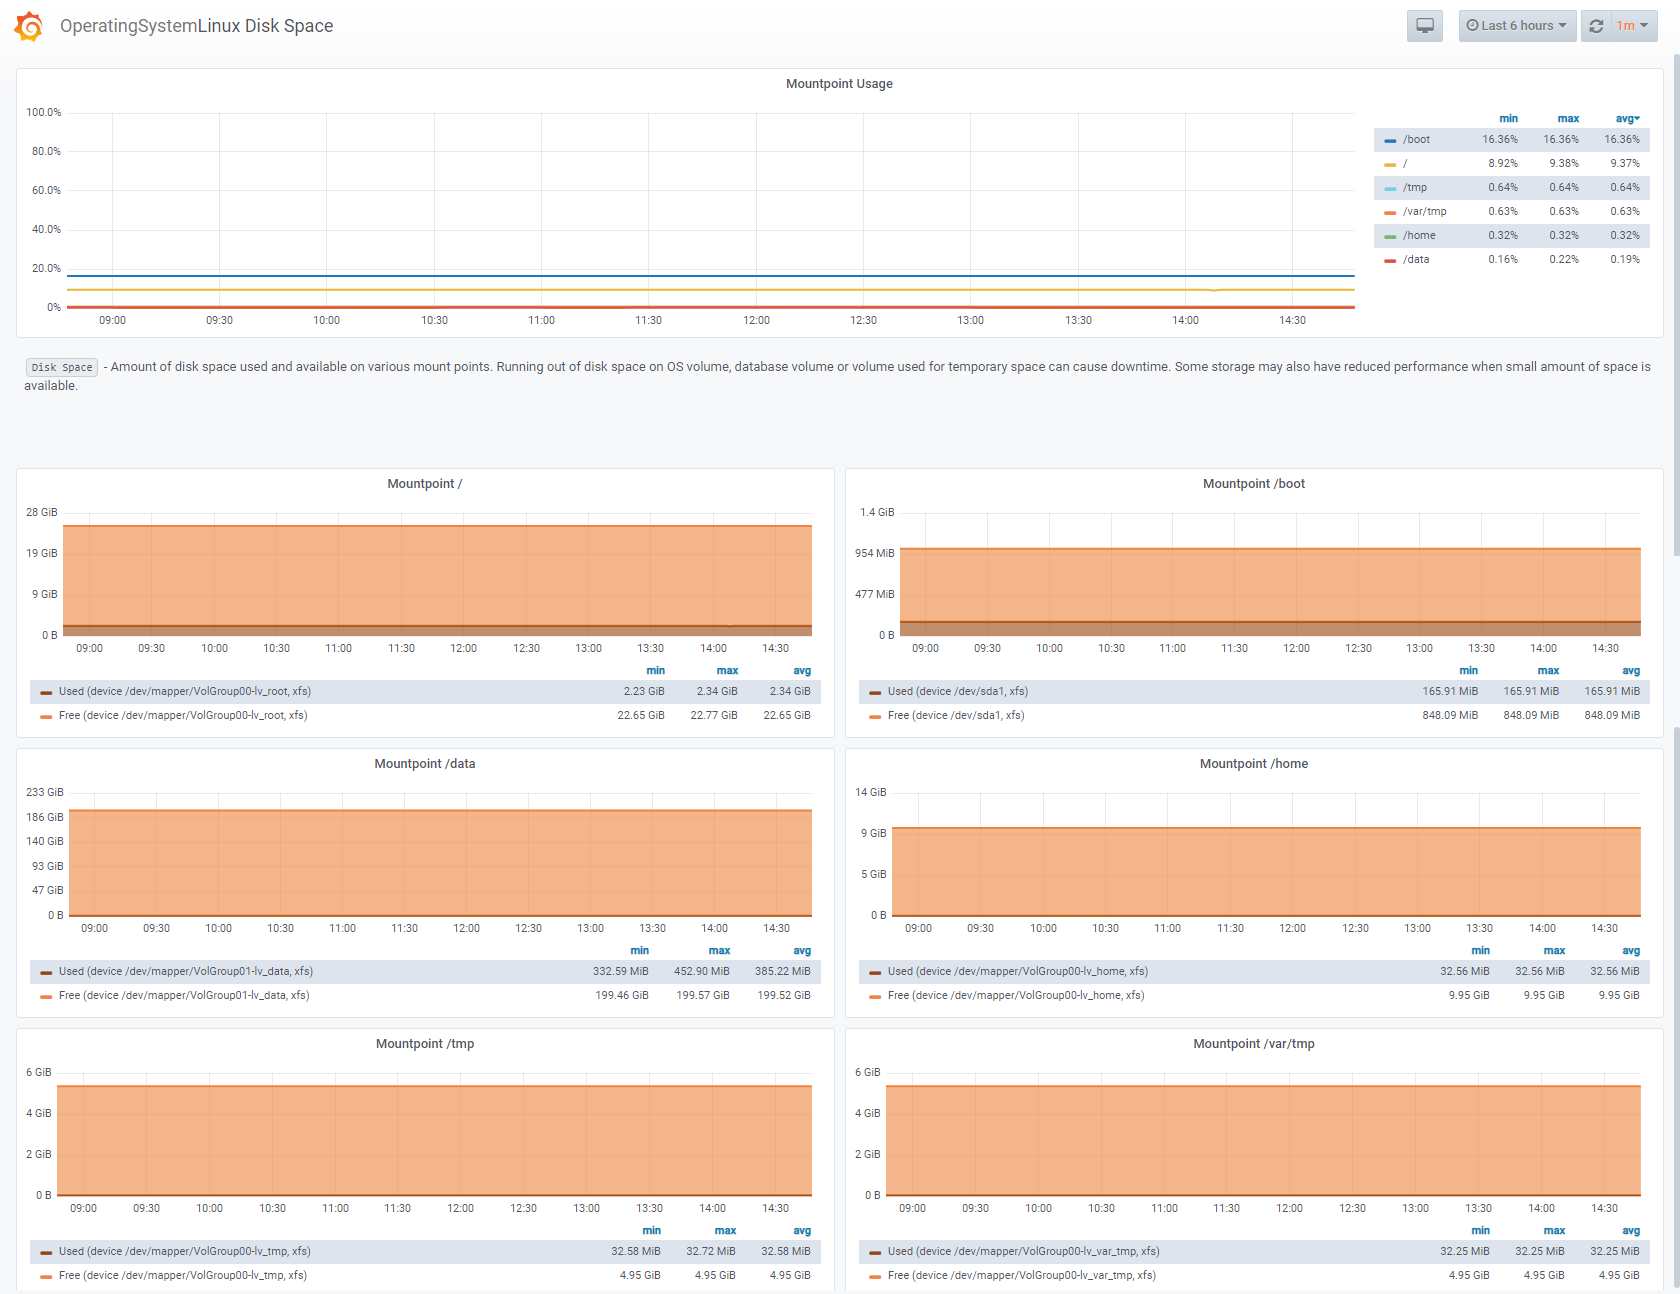 OperatingSystemLinux Disk Space
Last 6 hours
1m
Mountpoint Usage
100.0%
80.0%
60.0%
40.0%
20.0%
0%
09:00 09:30 10:00 10:30 11:00 11:30 12:00 12:30 13:00 13:30 14:00 14:30
min max avg
/boot 16.36% 16.36% 16.36%
/ 8.92% 9.38% 9.37%
/tmp 0.64% 0.64% 0.64%
/var/tmp 0.63% 0.63% 0.63%
/home 0.32% 0.32% 0.32%
/data 0.16% 0.22% 0.19%
Disk Space - Amount of disk space used and available on various mount points. Running out of disk space on OS volume, database volume or volume used for temporary space can cause downtime. Some storage may also have reduced performance when small amount of space is
available.
Mountpoint /
28 GiB
19 GiB
9 GiB
0 B
09:00 09:30 10:00 10:30 11:00 11:30 12:00 12:30 13:00 13:30 14:00 14:30
min max avg
Used (device /dev/mapper/VolGroup00-lv_root, xfs) 2.23 GiB 2.34 GiB 2.34 GiB
Free (device /dev/mapper/VolGroup00-lv_root, xfs) 22.65 GiB 22.77 GiB 22.65 GiB
Mountpoint /boot
1.4 GiB
954 MiB
477 MiB
0 B
09:00 09:30 10:00 10:30 11:00 11:30 12:00 12:30 13:00 13:30 14:00 14:30
min max avg
Used (device /dev/sda1, xfs) 165.91 MiB 165.91 MiB 165.91 MiB
Free (device /dev/sda1, xfs) 848.09 MiB 848.09 MiB 848.09 MiB
Mountpoint /data
233 GiB
186 GiB
140 GiB
93 GiB
47 GiB
0 B
09:00 09:30 10:00 10:30 11:00 11:30 12:00 12:30 13:00 13:30 14:00 14:30
min max avg
Used (device /dev/mapper/VolGroup01-lv_data, xfs) 332.59 MiB 452.90 MiB 385.22 MiB
Free (device /dev/mapper/VolGroup01-lv_data, xfs) 199.46 GiB 199.57 GiB 199.52 GiB
Mountpoint /home
14 GiB
9 GiB
5 GiB
0 B
09:00 09:30 10:00 10:30 11:00 11:30 12:00 12:30 13:00 13:30 14:00 14:30
min max avg
Used (device /dev/mapper/VolGroup00-lv_home, xfs) 32.56 MiB 32.56 MiB 32.56 MiB
Free (device /dev/mapper/VolGroup00-lv_home, xfs) 9.95 GiB 9.95 GiB 9.95 GiB
Mountpoint /tmp
6 GiB
4 GiB
2 GiB
0 B
09:00 09:30 10:00 10:30 11:00 11:30 12:00 12:30 13:00 13:30 14:00 14:30
min max avg
Used (device /dev/mapper/VolGroup00-lv_tmp, xfs) 32.58 MiB 32.72 MiB 32.58 MiB
Free (device /dev/mapper/VolGroup00-lv_tmp, xfs) 4.95 GiB 4.95 GiB 4.95 GiB
Mountpoint /var/tmp
6 GiB
4 GiB
2 GiB
0 B
09:00 09:30 10:00 10:30 11:00 11:30 12:00 12:30 13:00 13:30 14:00 14:30
min max avg
Used (device /dev/mapper/VolGroup00-lv_var_tmp, xfs) 32.25 MiB 32.25 MiB 32.25 MiB
Free (device /dev/mapper/VolGroup00-lv_var_tmp, xfs) 4.95 GiB 4.95 GiB 4.95 GiB